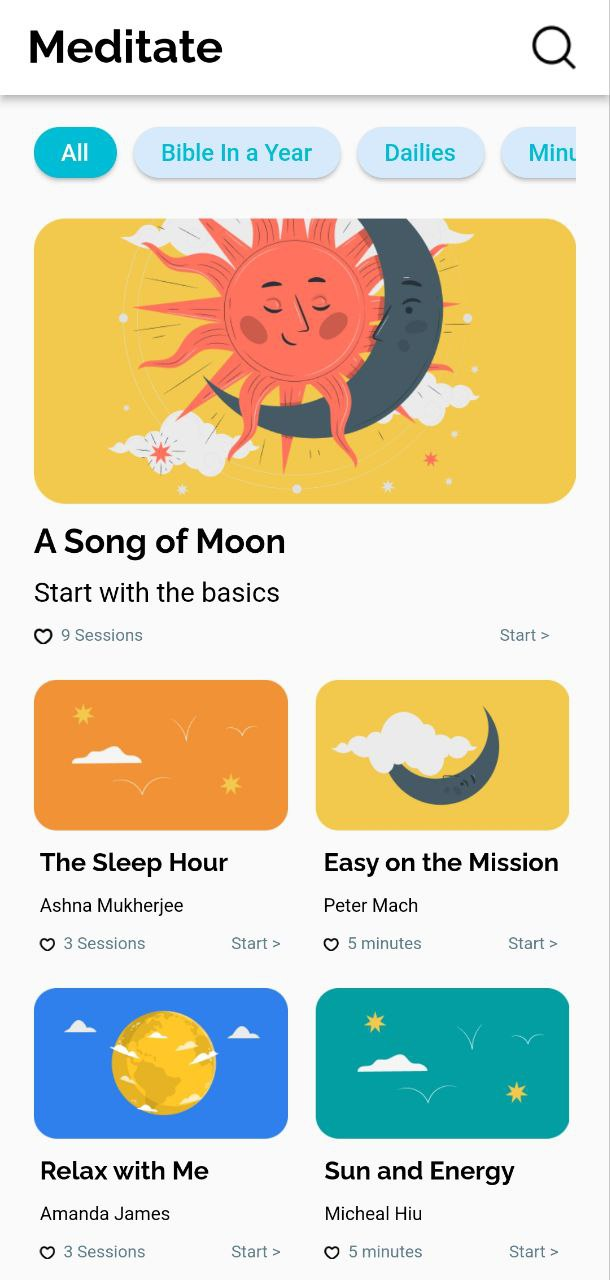 Meditate
All
Bible In a Year
Dailies
Minu
A Song of Moon
Start with the basics
9 Sessions
Start >
The Sleep Hour
Ashna Mukherjee
3 Sessions
Start >
Easy on the Mission
Peter Mach
5 minutes
Start >
Relax with Me
Amanda James
3 Sessions
Start >
Sun and Energy
Micheal Hiu
5 minutes
Start >